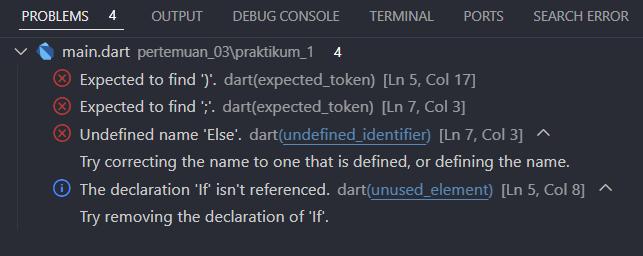 PROBLEMS 4 OUTPUT DEBUG CONSOLE TERMINAL PORTS SEARCH ERROR
main.dart pertemuan_03\praktikum_1 4
Expected to find ')'. dart(expected_token) [Ln 5, Col 17]
Expected to find ';'. dart(expected_token) [Ln 7, Col 3]
Undefined name 'Else'. dart(undefined_identifier) [Ln 7, Col 3]
Try correcting the name to one that is defined, or defining the name.
The declaration 'If' isn't referenced. dart(unused_element) [Ln 5, Col 8]
Try removing the declaration of 'If'.